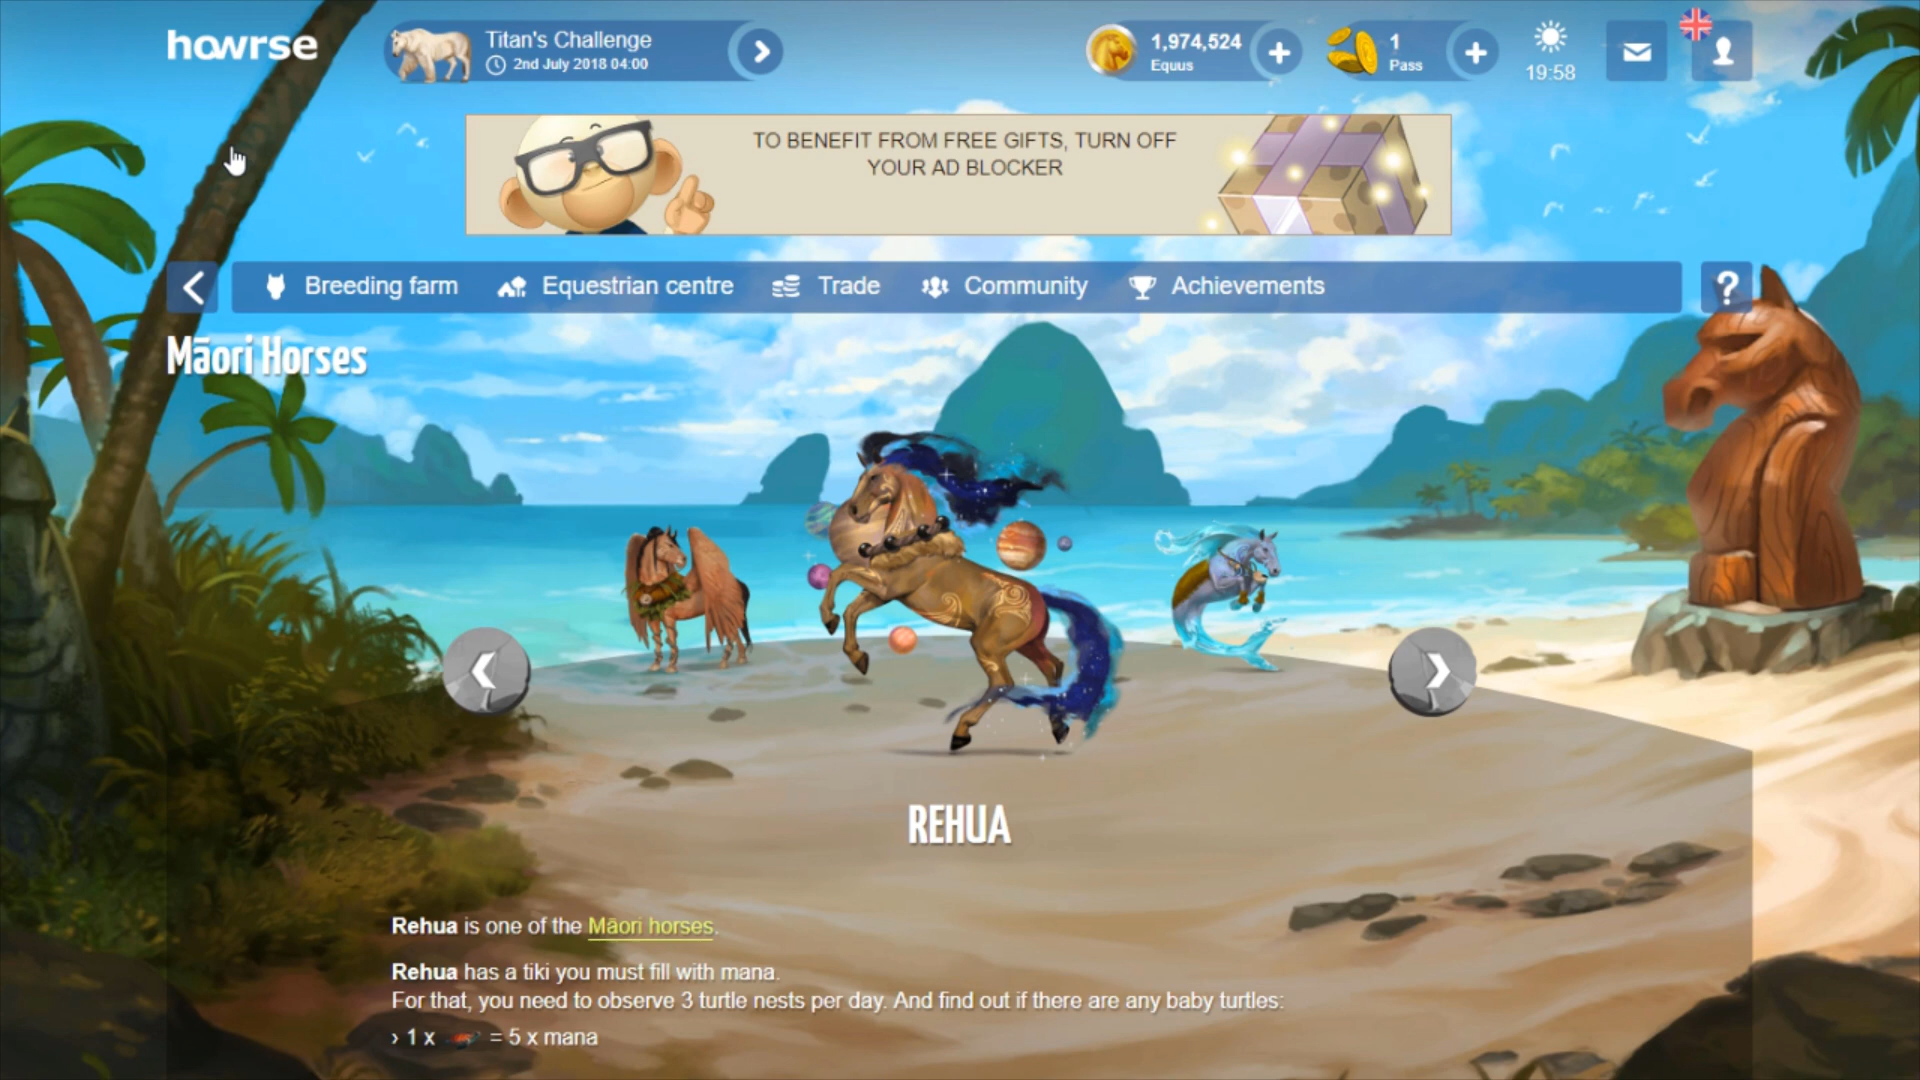 howrse
Titan's Challenge
2nd July 2018 04:00
1,974,524
Equus
1
Pass
19:58
TO BENEFIT FROM FREE GIFTS, TURN OFF
YOUR AD BLOCKER
Breeding farm
Equestrian centre
Trade
Community
Achievements
?
Māori Horses
REHUA
Rehua is one of the Māori horses.
Rehua has a tiki you must fill with mana.
For that, you need to observe 3 turtle nests per day. And find out if there are any baby turtles:
› 1 x = 5 x mana